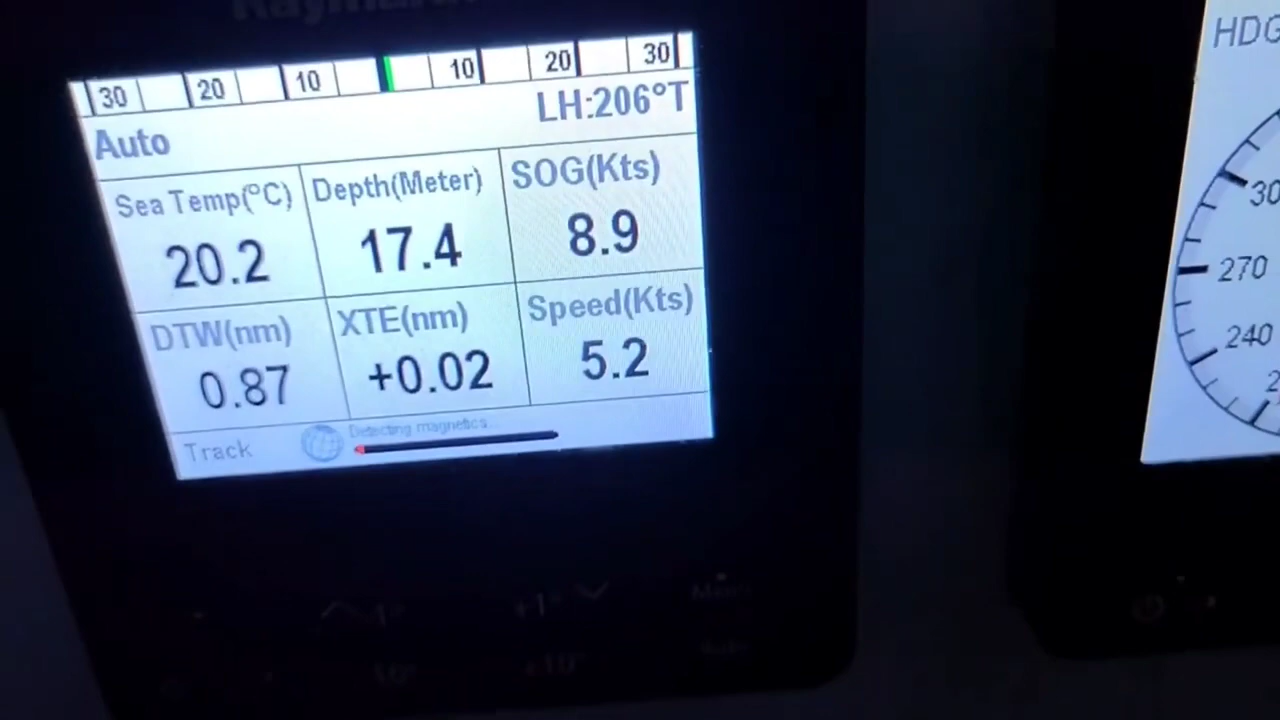 30 20 10 10 20 30
LH:206°T
Auto
Sea Temp(°C) Depth(Meter) SOG(Kts)
20.2 17.4 8.9
DTW(nm) XTE(nm) Speed(Kts)
0.87 +0.02 5.2
Detecting magnetics...
Track
HDG
30
270
240
2